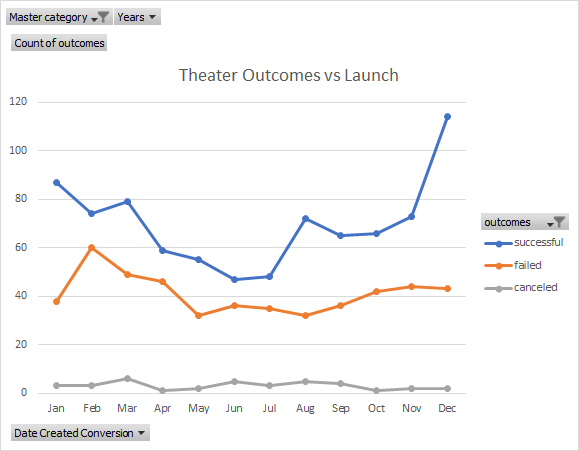 Master category Years
Count of outcomes
Theater Outcomes vs Launch
120
100
80
60
40
20
0
Jan Feb Mar Apr May Jun Jul Aug Sep Oct Nov Dec
outcomes
successful
failed
canceled
Date Created Conversion